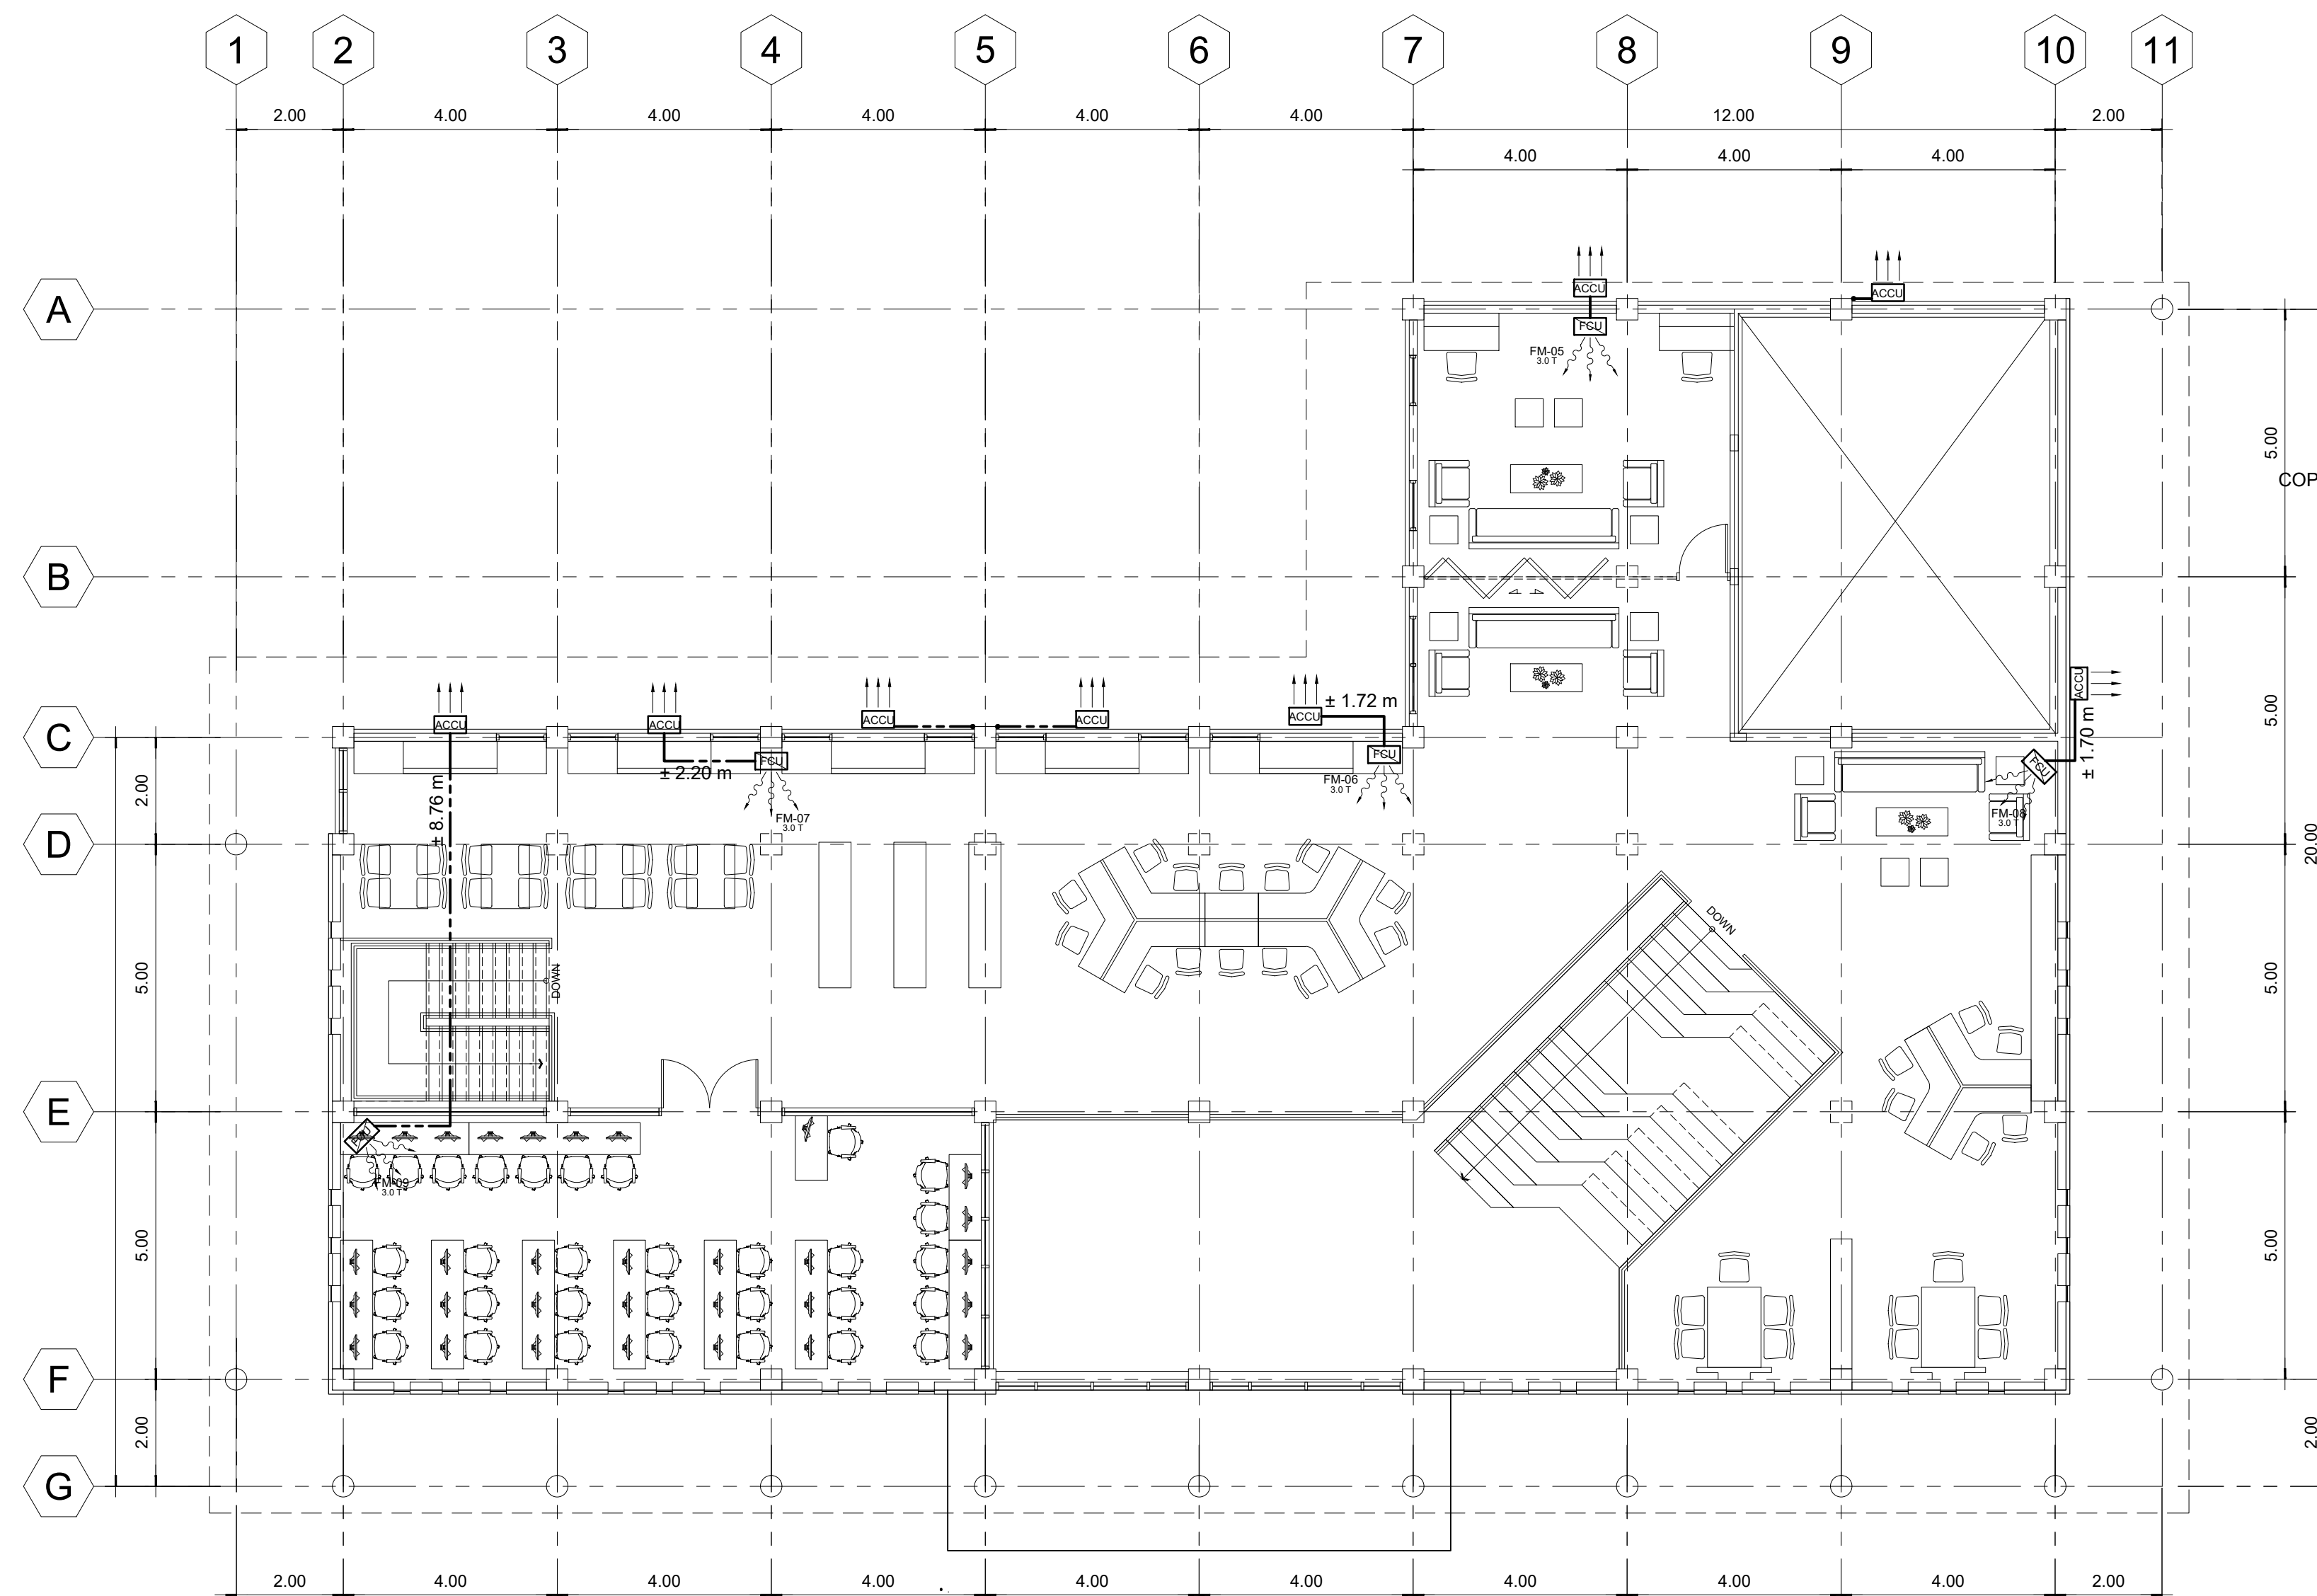 1 2 3 4 5 6 7 8 9 10 11
2.00 4.00 4.00 4.00 4.00 4.00 12.00 2.00
4.00 4.00 4.00
ACCU ACCU
A
FCU
FM-05
3.0 T
5.00
COP
B
ACCU
5.00
ACCU ACCU ACCU ACCU ACCU
± 1.72 m
C
± 1.70 m
FCU FCU FCU
± 2.20 m
± 8.76 m
2.00
FM-06
3.0 T
FM-07
3.0 T
FM-08
3.0 T
D
20.00
DOWN
5.00
DOWN
5.00
E
FCU
FM-09
3.0 T
5.00
5.00
F
2.00
2.00
G
2.00 4.00 4.00 4.00 4.00 4.00 4.00 4.00 4.00 2.00